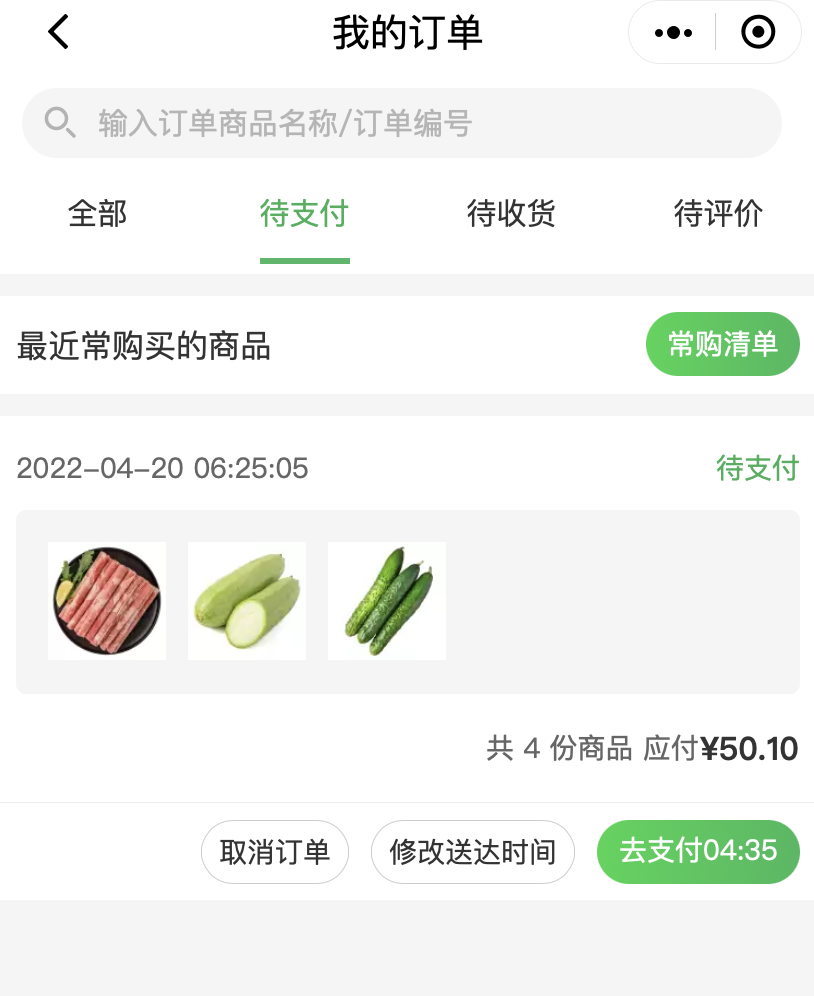 我的订单
输入订单商品名称/订单编号
全部 待支付 待收货 待评价
最近常购买的商品 常购清单
2022-04-20 06:25:05 待支付
共 4 份商品 应付¥50.10
取消订单 修改送达时间 去支付04:35